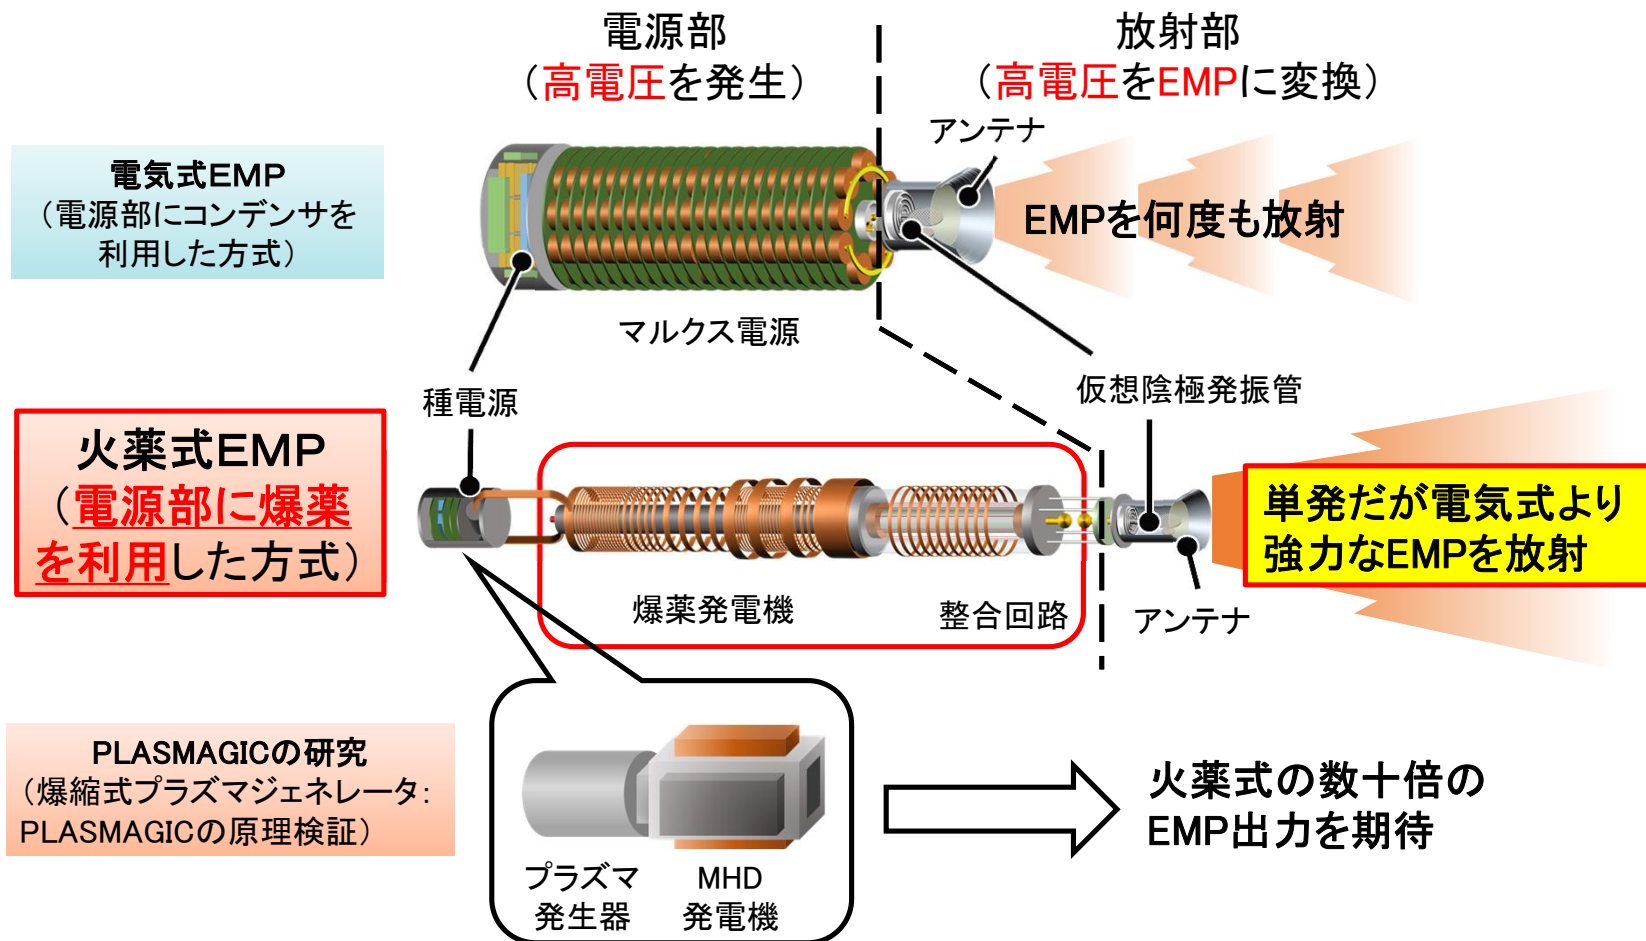 電源部
（高電圧を発生）
放射部
（高電圧をEMPに変換）
アンテナ
電気式EMP
（電源部にコンデンサを
利用した方式）
EMPを何度も放射
マルクス電源
種電源
仮想陰極発振管
火薬式EMP
（電源部に爆薬
を利用した方式）
単発だが電気式より
強力なEMPを放射
爆薬発電機
整合回路
アンテナ
PLASMAGICの研究
（爆縮式プラズマジェネレータ：
PLASMAGICの原理検証）
火薬式の数十倍の
EMP出力を期待
プラズマ
発生器
MHD
発電機